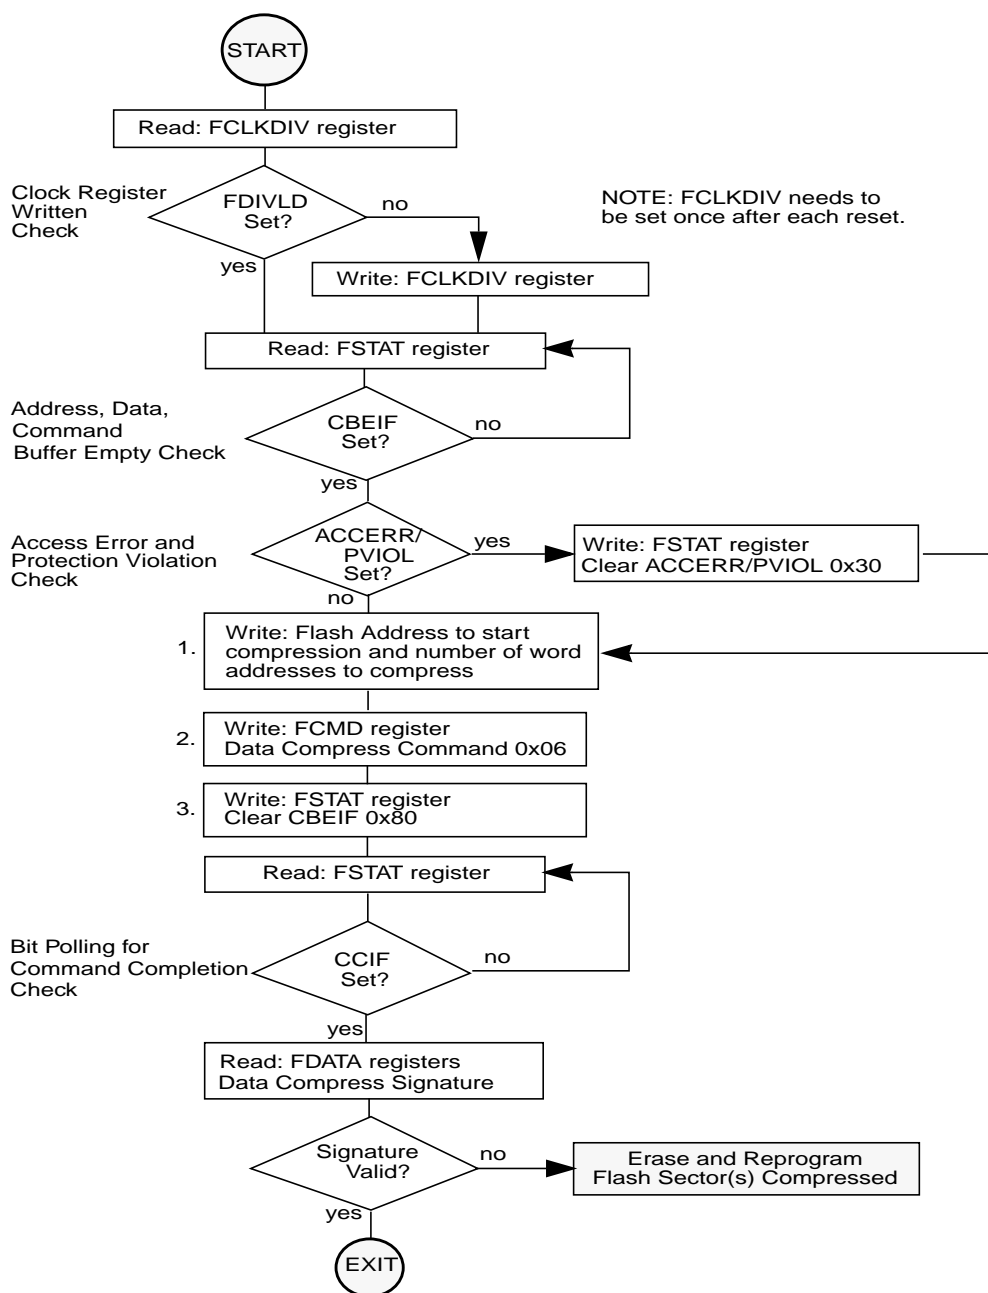 START
Read: FCLKDIV register
Clock Register
Written
Check
FDIVLD
Set?
no
yes
NOTE: FCLKDIV needs to
be set once after each reset.
Write: FCLKDIV register
Read: FSTAT register
Address, Data,
Command
Buffer Empty Check
CBEIF
Set?
no
yes
Access Error and
Protection Violation
Check
ACCERR/
PVIOL
Set?
yes
no
Write: FSTAT register
Clear ACCERR/PVIOL 0x30
1.
Write: Flash Address to start
compression and number of word
addresses to compress
2.
Write: FCMD register
Data Compress Command 0x06
3.
Write: FSTAT register
Clear CBEIF 0x80
Read: FSTAT register
Bit Polling for
Command Completion
Check
CCIF
Set?
no
yes
Read: FDATA registers
Data Compress Signature
Signature
Valid?
no
yes
Erase and Reprogram
Flash Sector(s) Compressed
EXIT